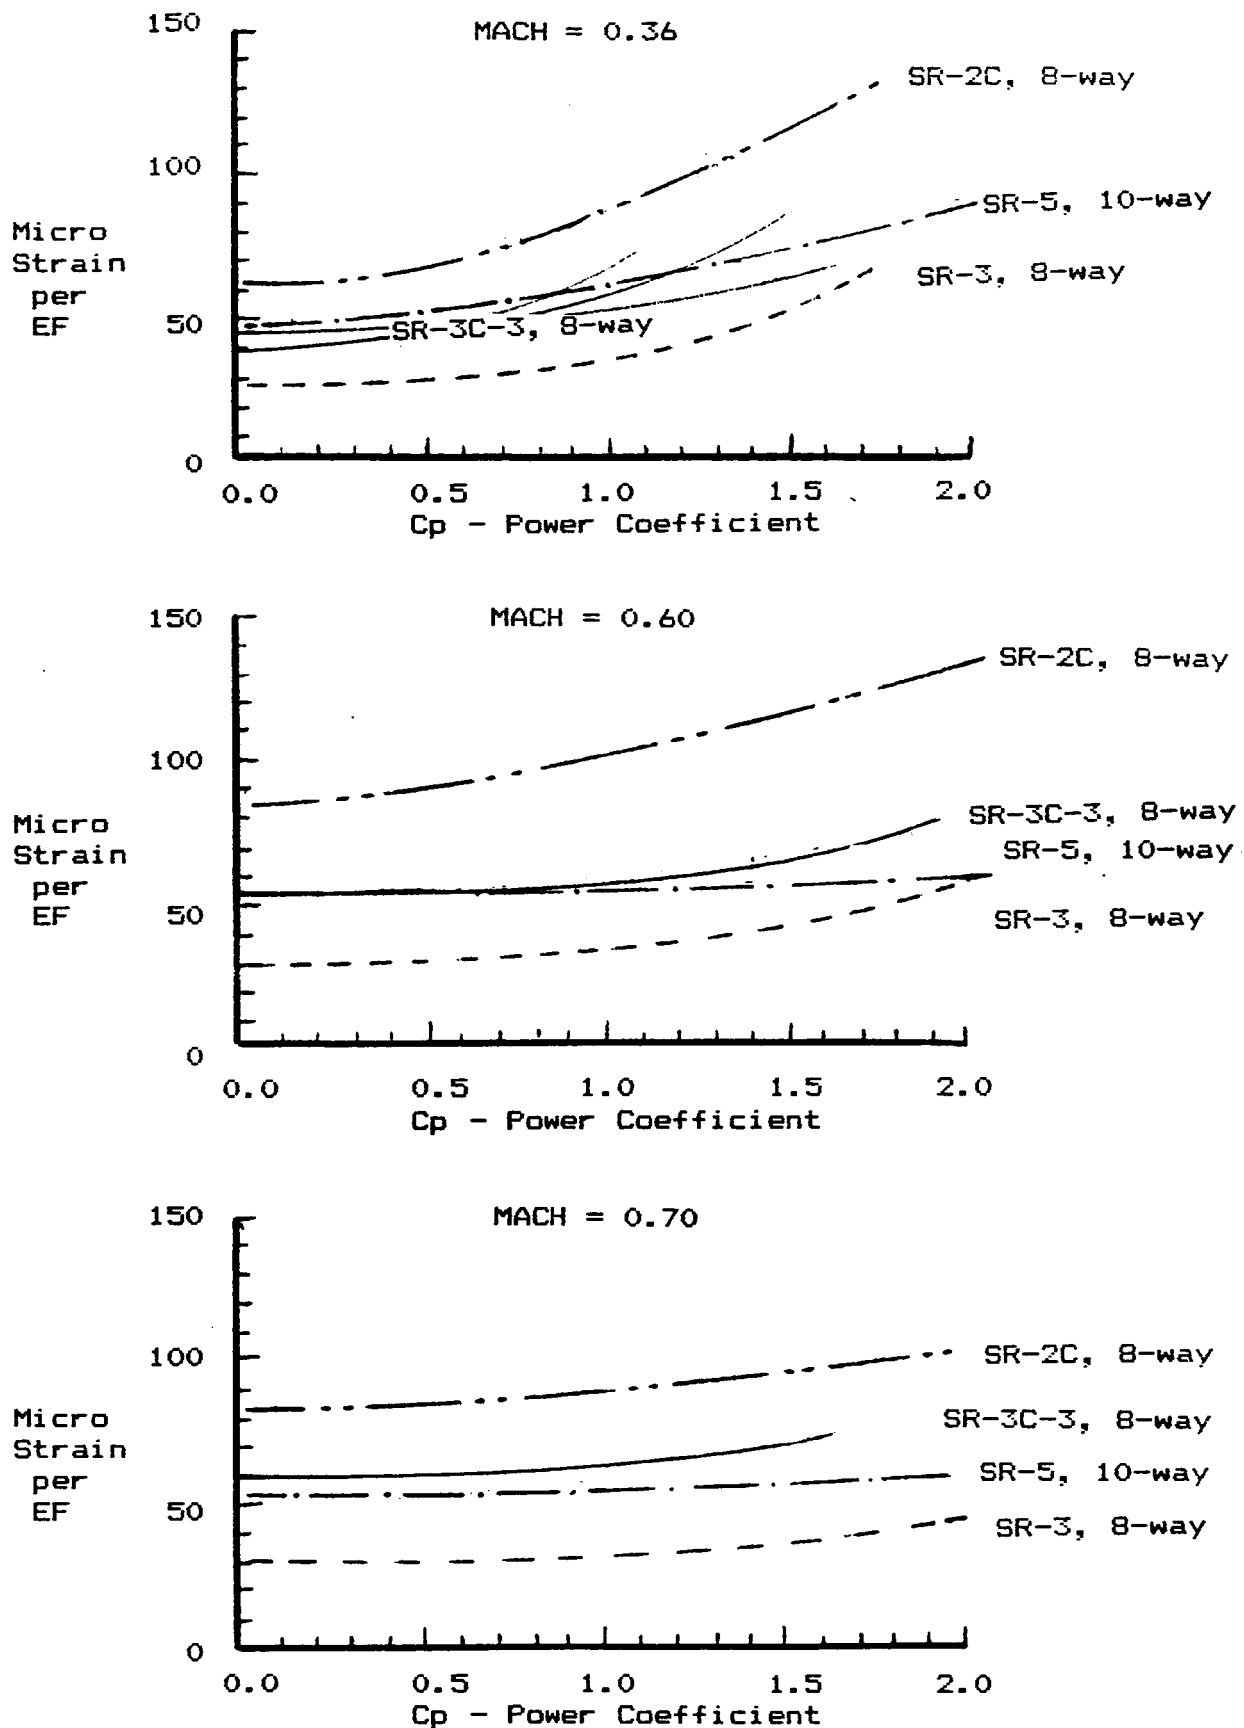 MACH = 0.36
150
100
50
0
Micro
Strain
per
EF
SR-2C, 8-way
SR-5, 10-way
SR-3, 8-way
SR-3C-3, 8-way
0.0 0.5 1.0 1.5 2.0
Cp - Power Coefficient
MACH = 0.60
150
100
50
0
Micro
Strain
per
EF
SR-2C, 8-way
SR-3C-3, 8-way
SR-5, 10-way
SR-3, 8-way
0.0 0.5 1.0 1.5 2.0
Cp - Power Coefficient
MACH = 0.70
150
100
50
0
Micro
Strain
per
EF
SR-2C, 8-way
SR-3C-3, 8-way
SR-5, 10-way
SR-3, 8-way
0.0 0.5 1.0 1.5 2.0
Cp - Power Coefficient